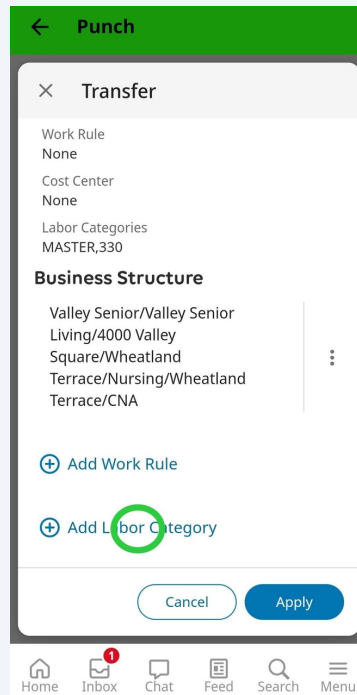 Punch
Transfer
Work Rule
None
Cost Center
None
Labor Categories
MASTER,330
Business Structure
Valley Senior/Valley Senior
Living/4000 Valley
Square/Wheatland
Terrace/Nursing/Wheatland
Terrace/CNA
Add Work Rule
Add Labor Category
Cancel
Apply
1
Home
Inbox
Chat
Feed
Search
Menu